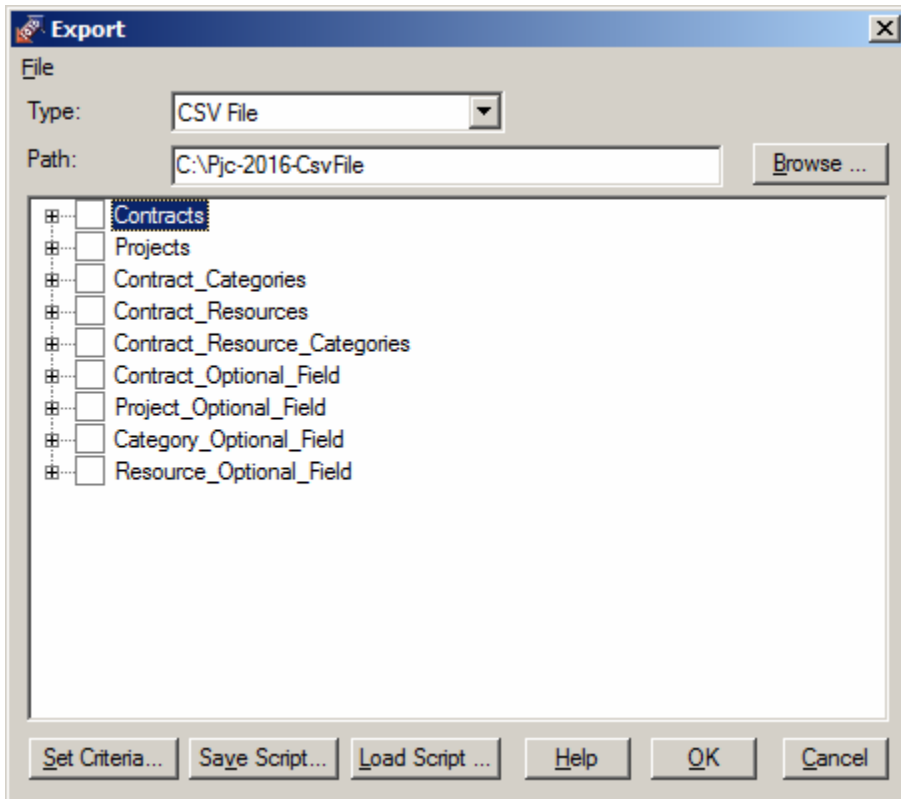 Export
File
Type: CSV File
Path: C:\Pjc-2016-CsvFile Browse ...
Contracts
Projects
Contract_Categories
Contract_Resources
Contract_Resource_Categories
Contract_Optional_Field
Project_Optional_Field
Category_Optional_Field
Resource_Optional_Field
Set Criteria... Save Script... Load Script ... Help OK Cancel